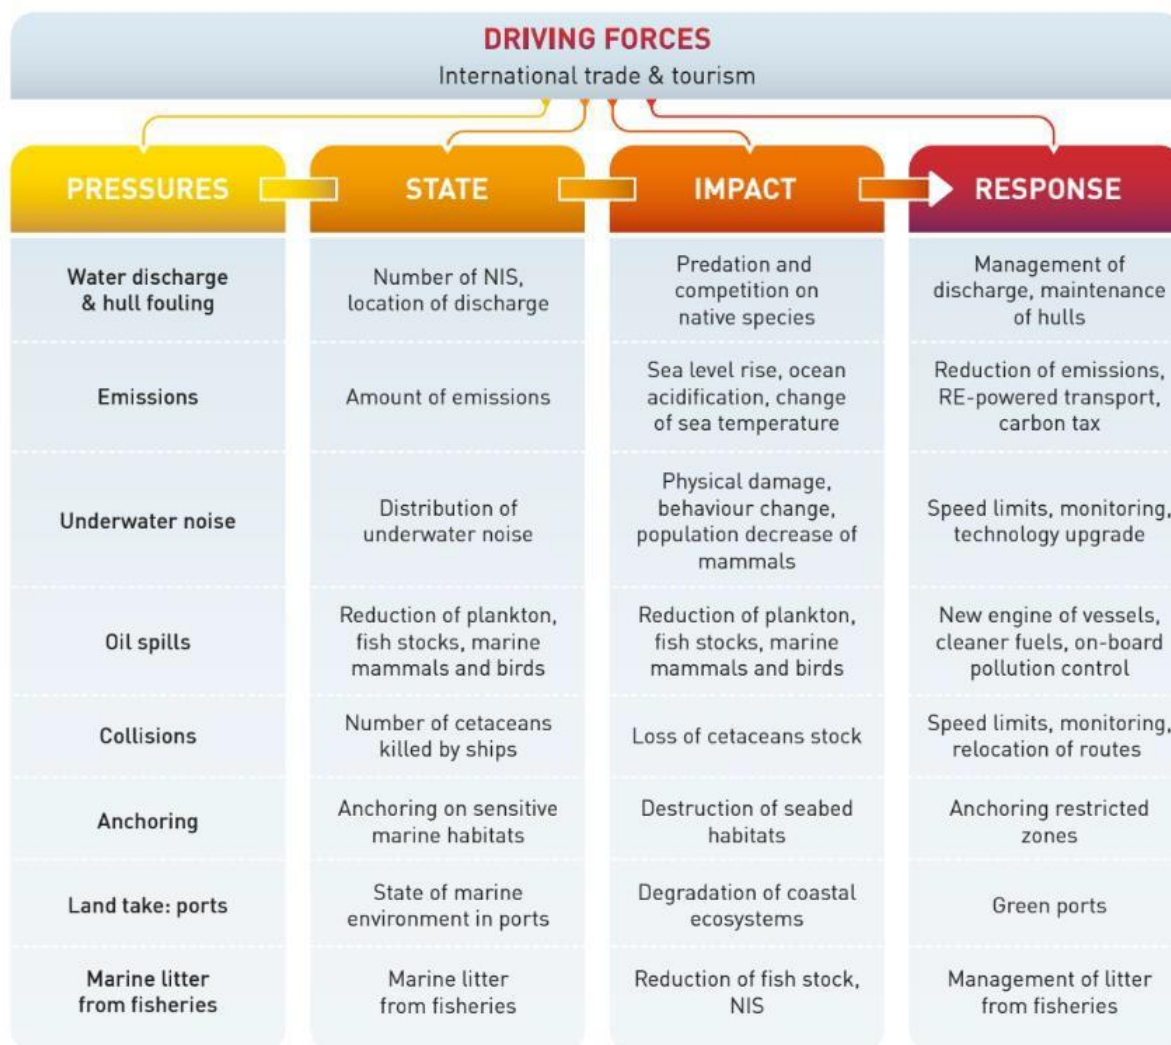 DRIVING FORCES
International trade & tourism
PRESSURES
STATE
IMPACT
RESPONSE
Water discharge
& hull fouling
Number of NIS,
location of discharge
Predation and
competition on
native species
Management of
discharge, maintenance
of hulls
Emissions
Amount of emissions
Sea level rise, ocean
acidification, change
of sea temperature
Reduction of emissions,
RE-powered transport,
carbon tax
Underwater noise
Distribution of
underwater noise
Physical damage,
behaviour change,
population decrease of
mammals
Speed limits, monitoring,
technology upgrade
Oil spills
Reduction of plankton,
fish stocks, marine
mammals and birds
Reduction of plankton,
fish stocks, marine
mammals and birds
New engine of vessels,
cleaner fuels, on-board
pollution control
Collisions
Number of cetaceans
killed by ships
Loss of cetaceans stock
Speed limits, monitoring,
relocation of routes
Anchoring
Anchoring on sensitive
marine habitats
Destruction of seabed
habitats
Anchoring restricted
zones
Land take: ports
State of marine
environment in ports
Degradation of coastal
ecosystems
Green ports
Marine litter
from fisheries
Marine litter
from fisheries
Reduction of fish stock,
NIS
Management of litter
from fisheries